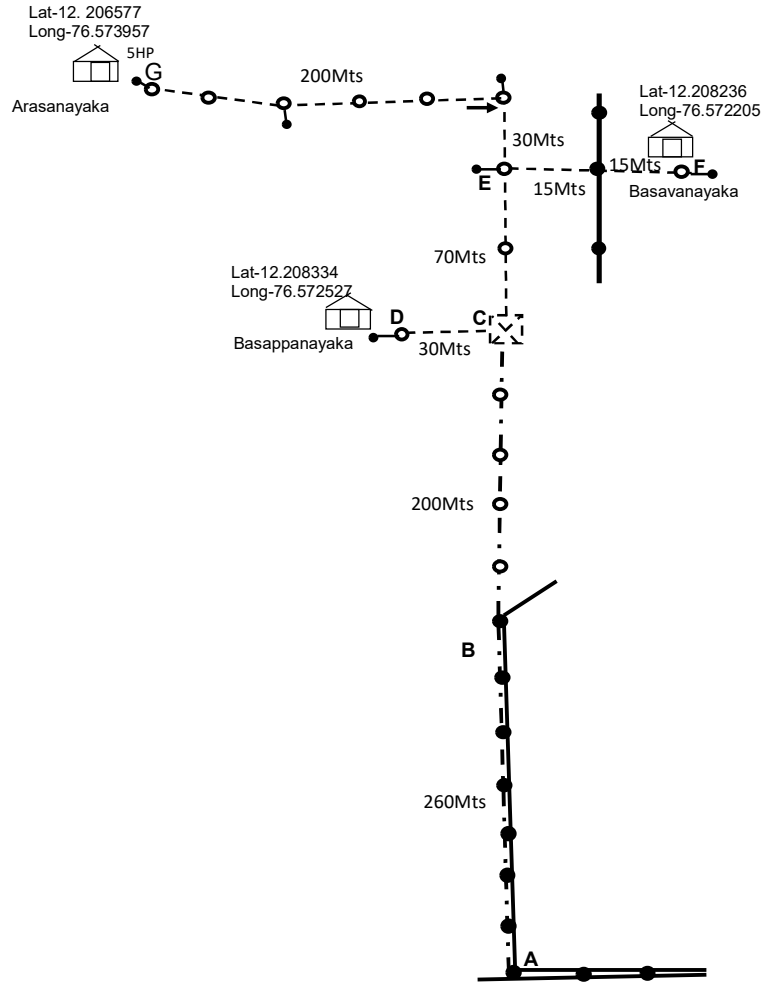 Lat-12. 206577
Long-76.573957
5HP
G
200Mts
Arasanayaka
Lat-12.208236
Long-76.572205
30Mts
15Mts
F
E
15Mts
Basavanayaka
70Mts
Lat-12.208334
Long-76.572527
D
Cr
Basappanayaka
30Mts
200Mts
B
260Mts
A